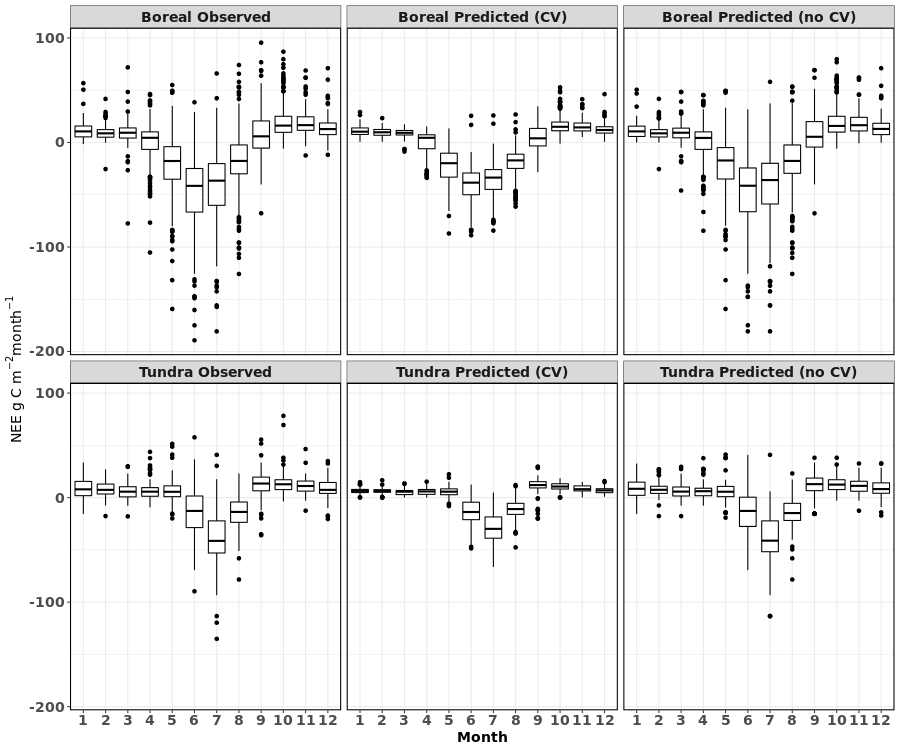 Boreal Observed Boreal Predicted (CV) Boreal Predicted (no CV)
100
0
-100
-200
Tundra Observed Tundra Predicted (CV) Tundra Predicted (no CV)
100
0
-100
-200
NEE g C m⁻²month⁻¹
1 2 3 4 5 6 7 8 9 10 11 12 1 2 3 4 5 6 7 8 9 10 11 12 1 2 3 4 5 6 7 8 9 10 11 12
Month